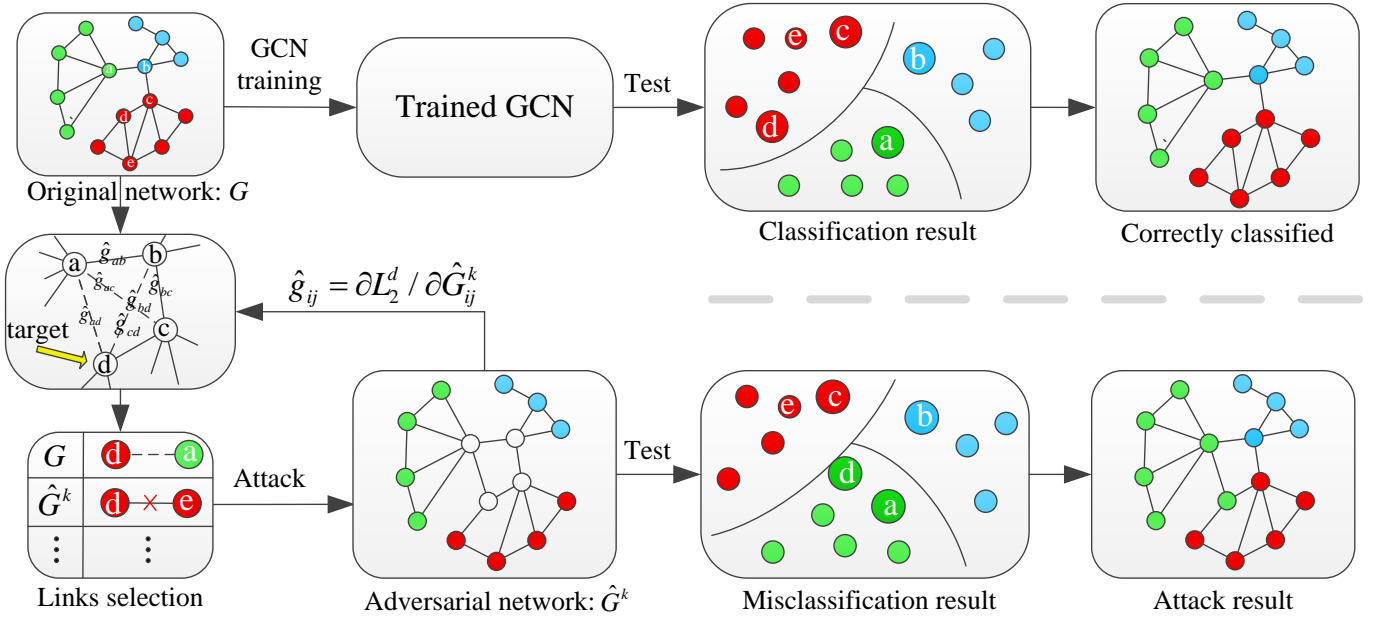 a
b
c
d
e
Original network: G
GCN
training
Trained GCN
Test
e
c
b
d
a
Classification result
Correctly classified
a
b
ĝ_ab
ĝ_ac
ĝ_bc
ĝ_bd
ĝ_ad
ĝ_cd
c
target
d
ĝ_ij = ∂L_2^d / ∂Ĝ_ij^k
G
d
a
Ĝ^k
d
×
e
⋮
⋮
Links selection
Attack
Adversarial network: Ĝ^k
Test
e
c
b
d
a
Misclassification result
Attack result